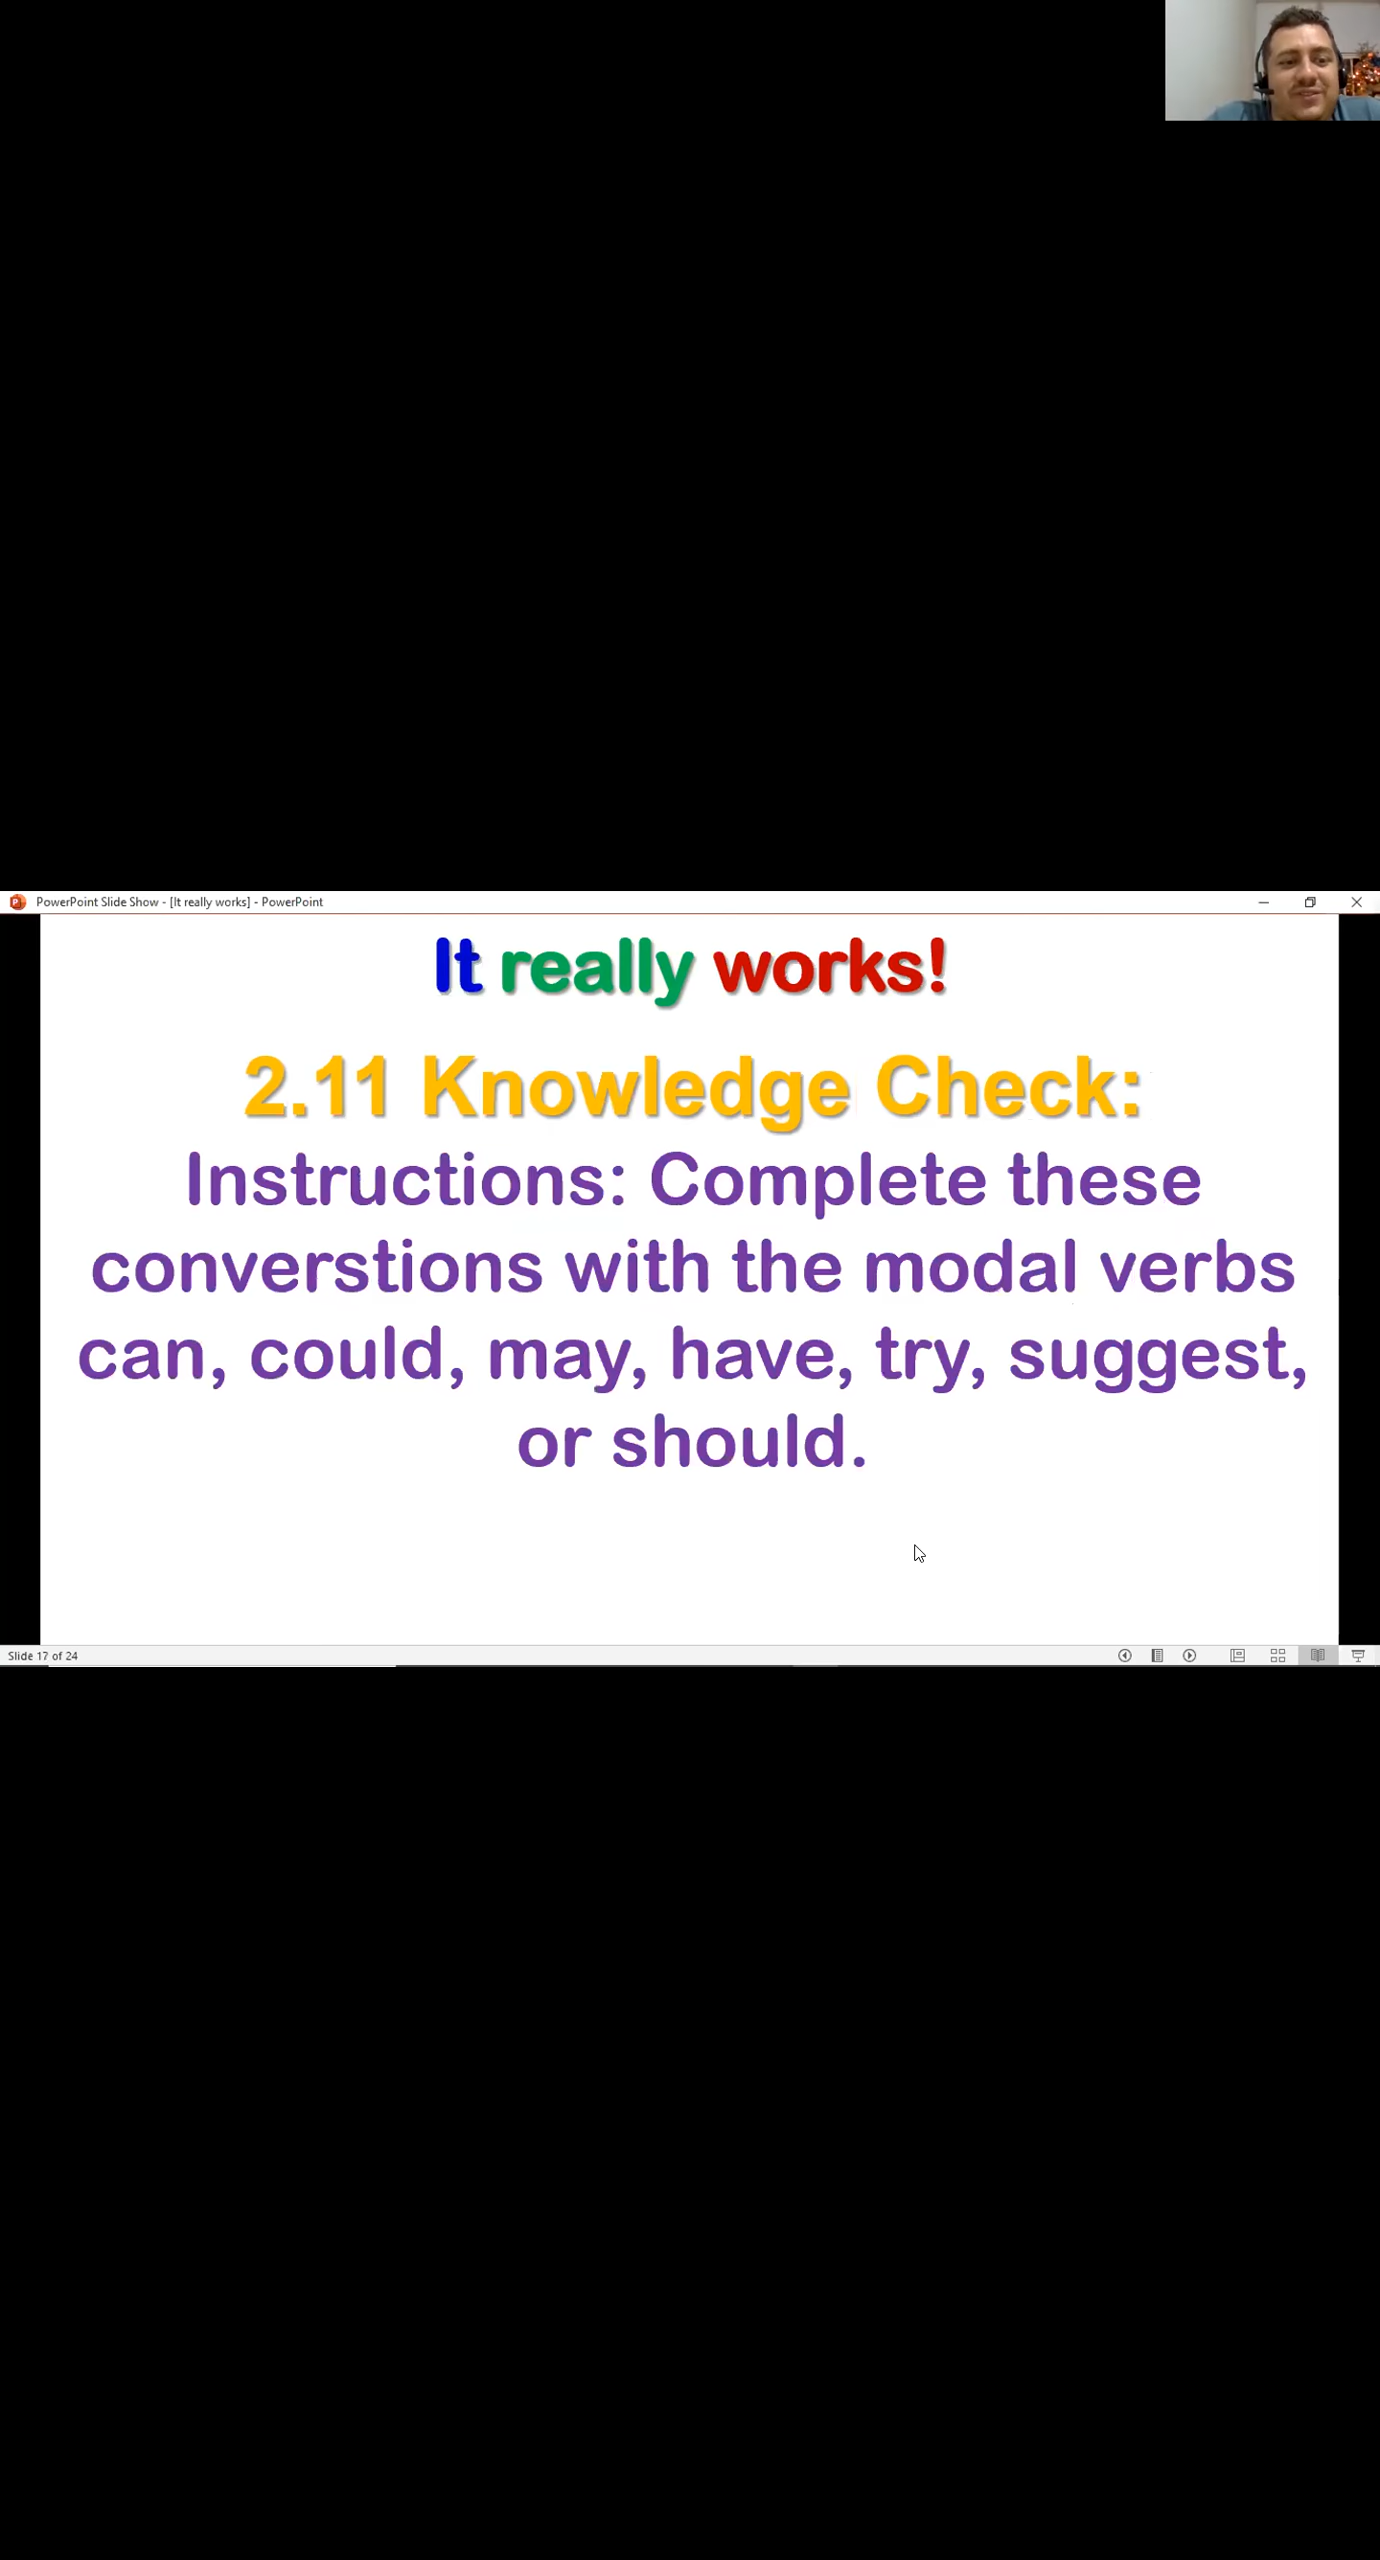 PowerPoint Slide Show - [It really works] - PowerPoint
It really works!
2.11 Knowledge Check:
Instructions: Complete these
converstions with the modal verbs
can, could, may, have, try, suggest,
or should.
Slide 17 of 24